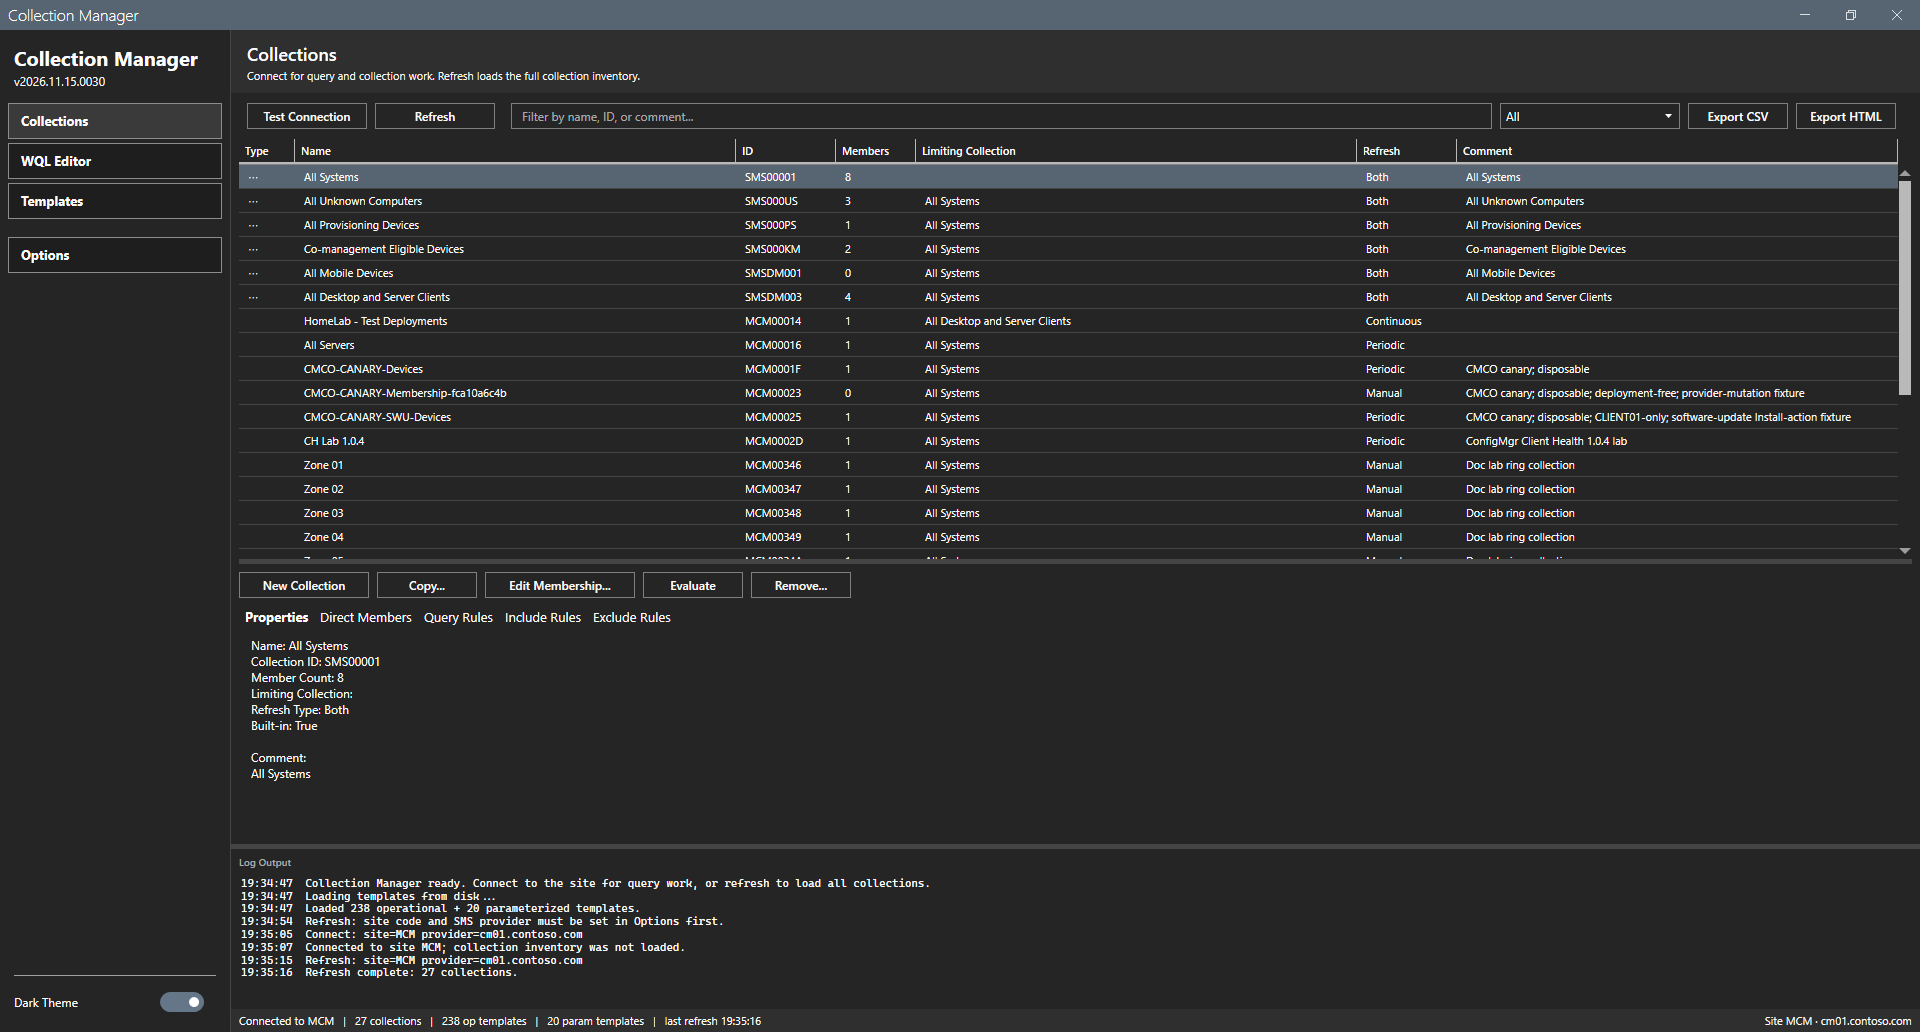 Collection Manager
Collection Manager
v2026.11.15.0030
Collections
WQL Editor
Templates
Options
Dark Theme
Collections
Connect for query and collection work. Refresh loads the full collection inventory.
Test Connection Refresh Filter by name, ID, or comment... All Export CSV Export HTML
Type Name ID Members Limiting Collection Refresh Comment
... All Systems SMS00001 8 Both All Systems
... All Unknown Computers SMS000US 3 All Systems Both All Unknown Computers
... All Provisioning Devices SMS000PS 1 All Systems Both All Provisioning Devices
... Co-management Eligible Devices SMS000KM 2 All Systems Both Co-management Eligible Devices
... All Mobile Devices SMSDM001 0 All Systems Both All Mobile Devices
... All Desktop and Server Clients SMSDM003 4 All Systems Both All Desktop and Server Clients
HomeLab - Test Deployments MCM00014 1 All Desktop and Server Clients Continuous
All Servers MCM00016 1 All Systems Periodic
CMCO-CANARY-Devices MCM0001F 1 All Systems Periodic CMCO canary; disposable
CMCO-CANARY-Membership-fca10a6c4b MCM00023 0 All Systems Manual CMCO canary; disposable; deployment-free; provider-mutation fixture
CMCO-CANARY-SWU-Devices MCM00025 1 All Systems Periodic CMCO canary; disposable; CLIENT01-only; software-update Install-action fixture
CH Lab 1.0.4 MCM0002D 1 All Systems Periodic ConfigMgr Client Health 1.0.4 lab
Zone 01 MCM00346 1 All Systems Manual Doc lab ring collection
Zone 02 MCM00347 1 All Systems Manual Doc lab ring collection
Zone 03 MCM00348 1 All Systems Manual Doc lab ring collection
Zone 04 MCM00349 1 All Systems Manual Doc lab ring collection
New Collection Copy... Edit Membership... Evaluate Remove...
Properties Direct Members Query Rules Include Rules Exclude Rules
Name: All Systems
Collection ID: SMS00001
Member Count: 8
Limiting Collection:
Refresh Type: Both
Built-in: True
Comment:
All Systems
Log Output
19:34:47 Collection Manager ready. Connect to the site for query work, or refresh to load all collections.
19:34:47 Loading templates from disk...
19:34:47 Loaded 238 operational + 20 parameterized templates.
19:34:54 Refresh: site code and SMS provider must be set in Options first.
19:35:05 Connect: site=MCM provider=cm01.contoso.com
19:35:07 Connected to site MCM; collection inventory was not loaded.
19:35:15 Refresh: site=MCM provider=cm01.contoso.com
19:35:16 Refresh complete: 27 collections.
Connected to MCM | 27 collections | 238 op templates | 20 param templates | last refresh 19:35:16
Site MCM · cm01.contoso.com